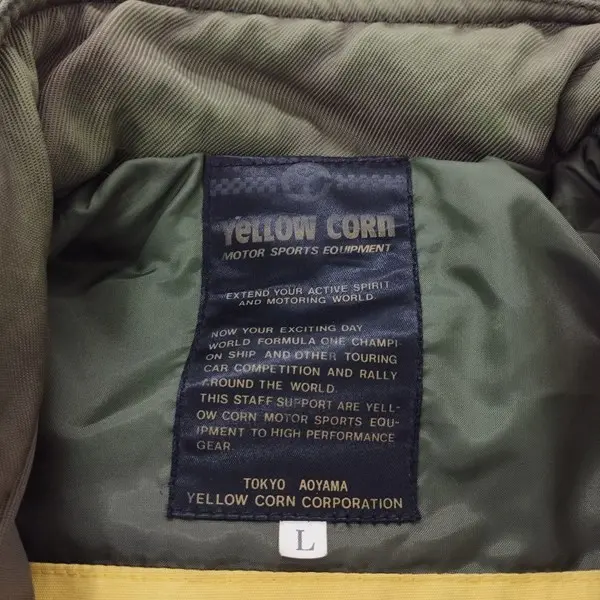 YELLOW CORN
MOTOR SPORTS EQUIPMENT
EXTEND YOUR ACTIVE SPIRIT
AND MOTORING WORLD
NOW YOUR EXCITING DAY
WORLD FORMULA ONE CHAMPI-
ON SHIP AND OTHER TOURING
CAR COMPETITION AND RALLY
AROUND THE WORLD.
THIS STAFF SUPPORT ARE YELL-
OW CORN MOTOR SPORTS EQU-
IPMENT TO HIGH PERFORMANCE
GEAR
TOKYO AOYAMA
YELLOW CORN CORPORATION
L